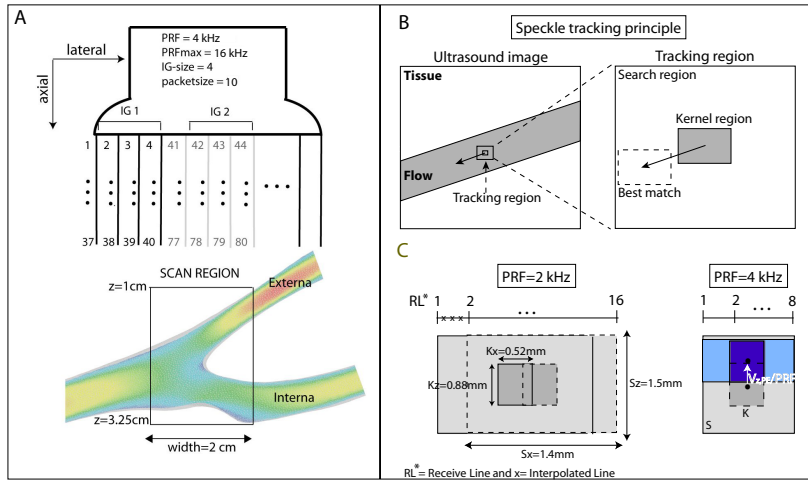 A
lateral
axial
PRF = 4 kHz
PRFmax = 16 kHz
IG-size = 4
packetsize = 10
IG 1
IG 2
1 2 3 4 41 42 43 44
37 38 39 40 77 78 79 80
SCAN REGION
z=1cm
Externa
Interna
z=3.25cm
width=2 cm
B
Speckle tracking principle
Ultrasound image
Tracking region
Tissue
Flow
Tracking region
Search region
Kernel region
Best match
C
PRF=2 kHz
PRF=4 kHz
RL* 1 2 ... 16
x x x
1 2 ... 8
Kx=0.52mm
Kz=0.88mm
Sz=1.5mm
Sx=1.4mm
/PRF
S
K
RL*= Receive Line and x= Interpolated Line